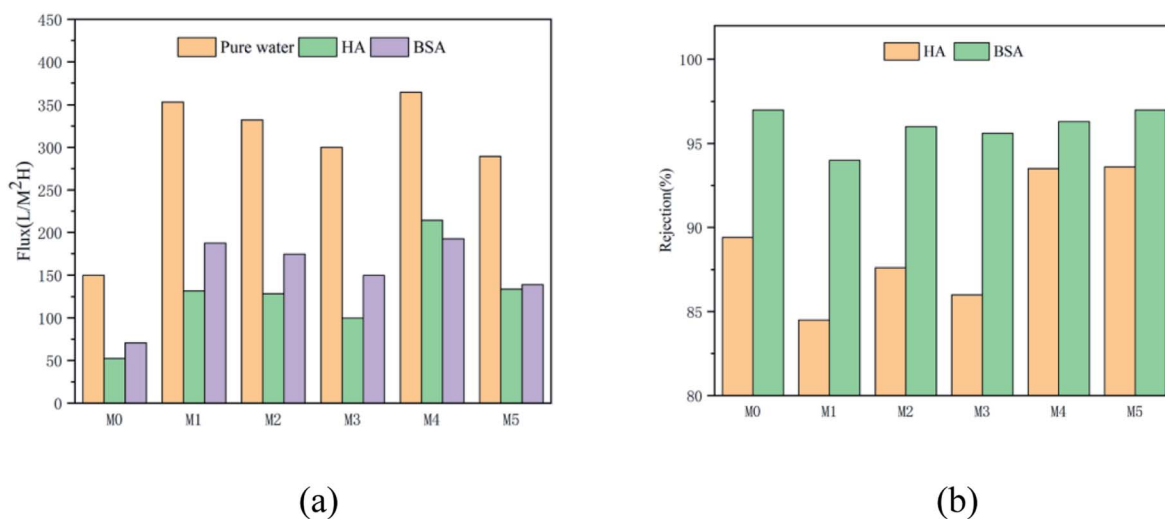 Pure water HA BSA
Flux(L/M²H)
450
400
350
300
250
200
150
100
50
0
M0 M1 M2 M3 M4 M5
(a)
HA BSA
Rejection(%)
100
95
90
85
80
M0 M1 M2 M3 M4 M5
(b)